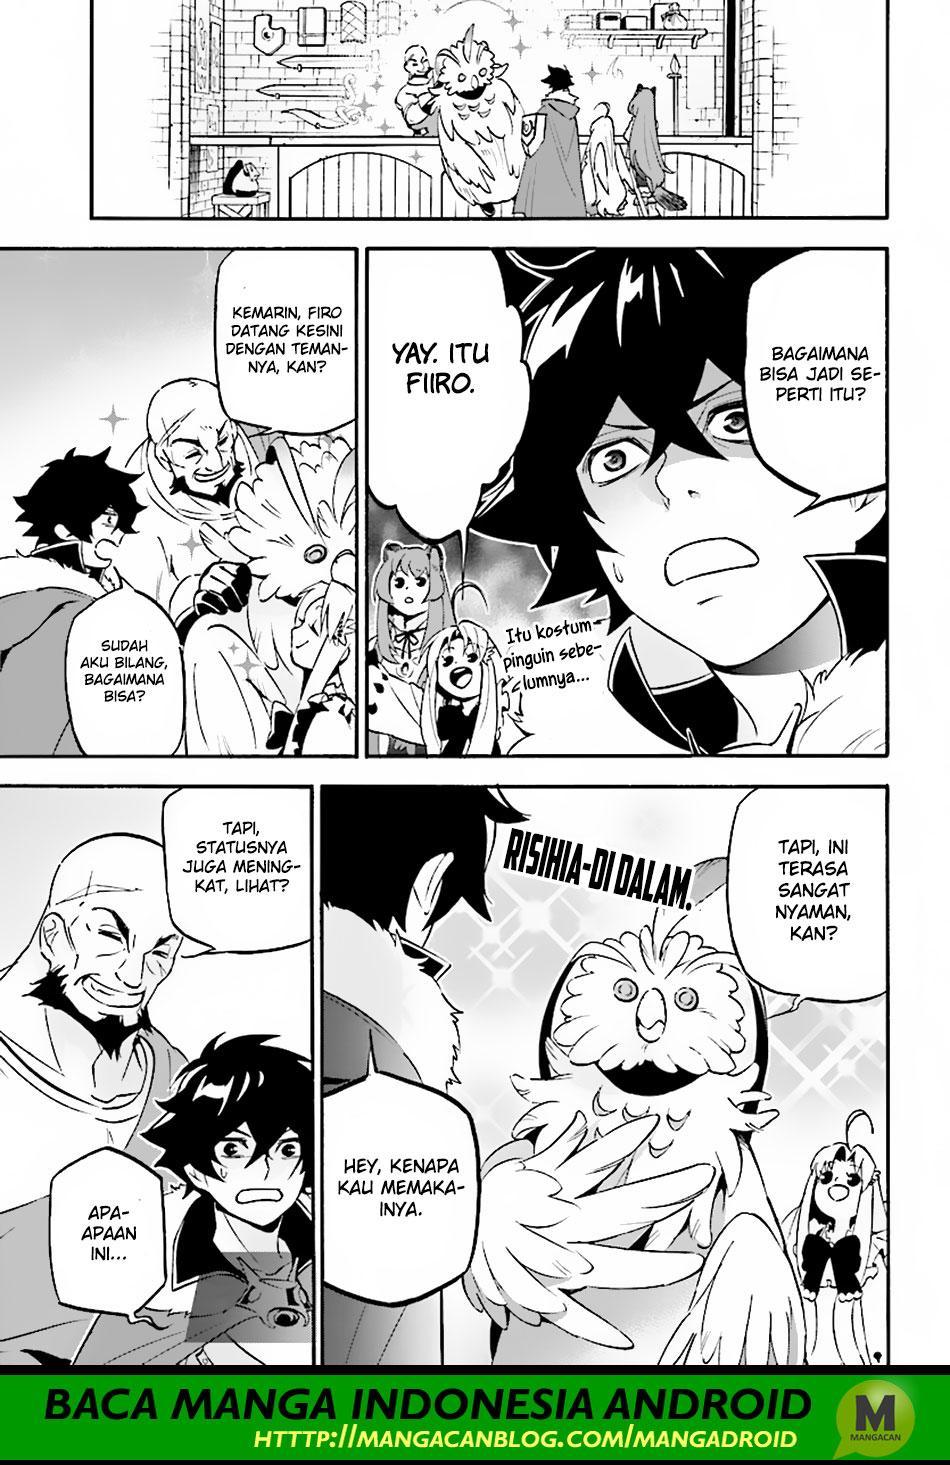 BAGAIMANA
BISA JADI SE-
PERTI ITU?
YAY. ITU
FIIRO.
Itu kostum
pinguin sebe-
lumnya...
KEMARIN, FIRO
DATANG KESINI
DENGAN TEMAN-
NYA, KAN?
SUDAH
AKU BILANG,
BAGAIMANA
BISA?
TAPI, INI
TERASA
SANGAT
NYAMAN,
KAN?
RISIHIA-DI DALAM.
HEY, KENAPA
KAU MEMAKA-
INYA.
TAPI,
STATUSNYA
JUGA MENING-
KAT, LIHAT?
APA-
APAAN
INI...
BACA MANGA INDONESIA ANDROID
HTTTP://MANGACANBLOG.COM/MANGADROID
M
MANGACAN